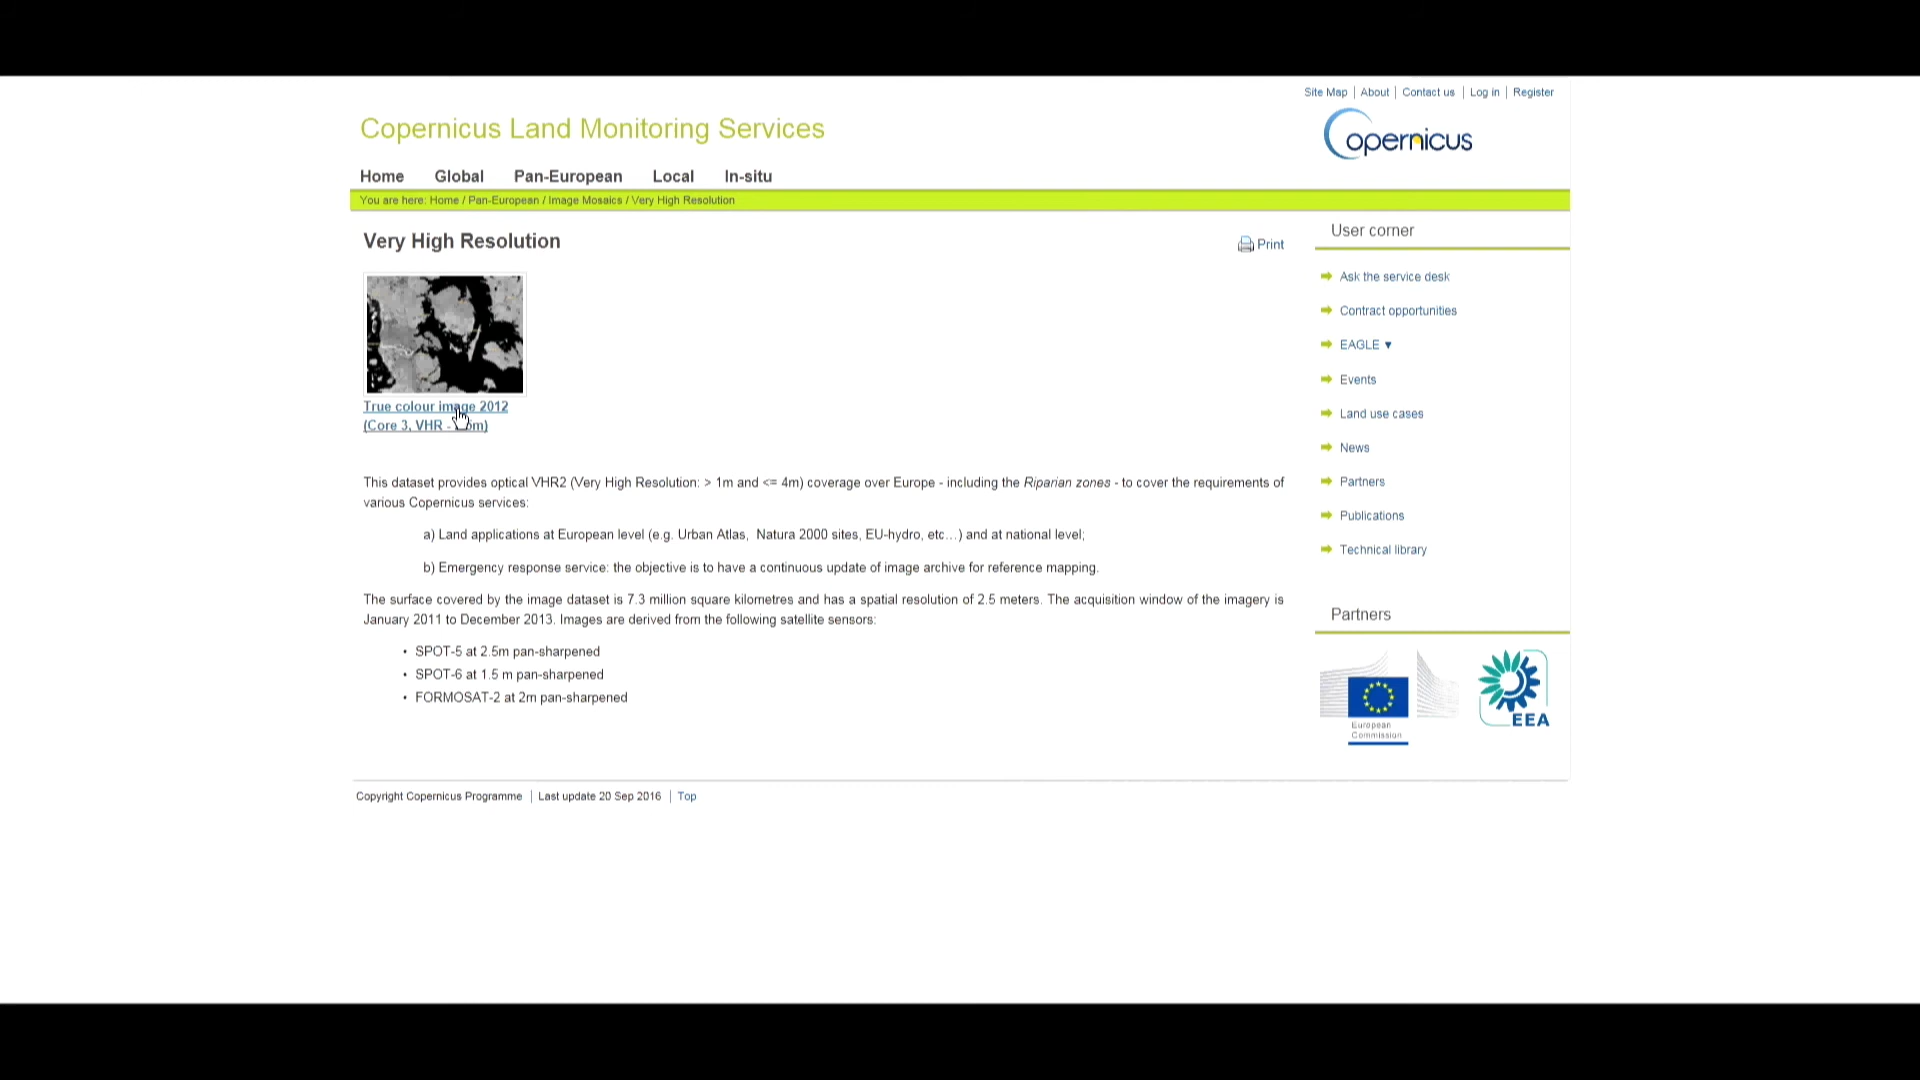 Site Map | About | Contact us | Log in | Register
Copernicus Land Monitoring Services
Copernicus
Home Global Pan-European Local In-situ
You are here: Home / Pan-European / Image Mosaics / Very High Resolution
Very High Resolution
Print
True colour image 2012
(Core 3, VHR -
This dataset provides optical VHR2 (Very High Resolution: > 1m and <= 4m) coverage over Europe - including the Riparian zones - to cover the requirements of
various Copernicus services:
a) Land applications at European level (e.g. Urban Atlas, Natura 2000 sites, EU-hydro, etc...) and at national level;
b) Emergency response service: the objective is to have a continuous update of image archive for reference mapping.
The surface covered by the image dataset is 7.3 million square kilometres and has a spatial resolution of 2.5 meters. The acquisition window of the imagery is
January 2011 to December 2013. Images are derived from the following satellite sensors:
• SPOT-5 at 2.5m pan-sharpened
• SPOT-6 at 1.5 m pan-sharpened
• FORMOSAT-2 at 2m pan-sharpened
User corner
Ask the service desk
Contract opportunities
EAGLE ▼
Events
Land use cases
News
Partners
Publications
Technical library
Partners
European
Commission
EEA
Copyright Copernicus Programme | Last update 20 Sep 2016 | Top